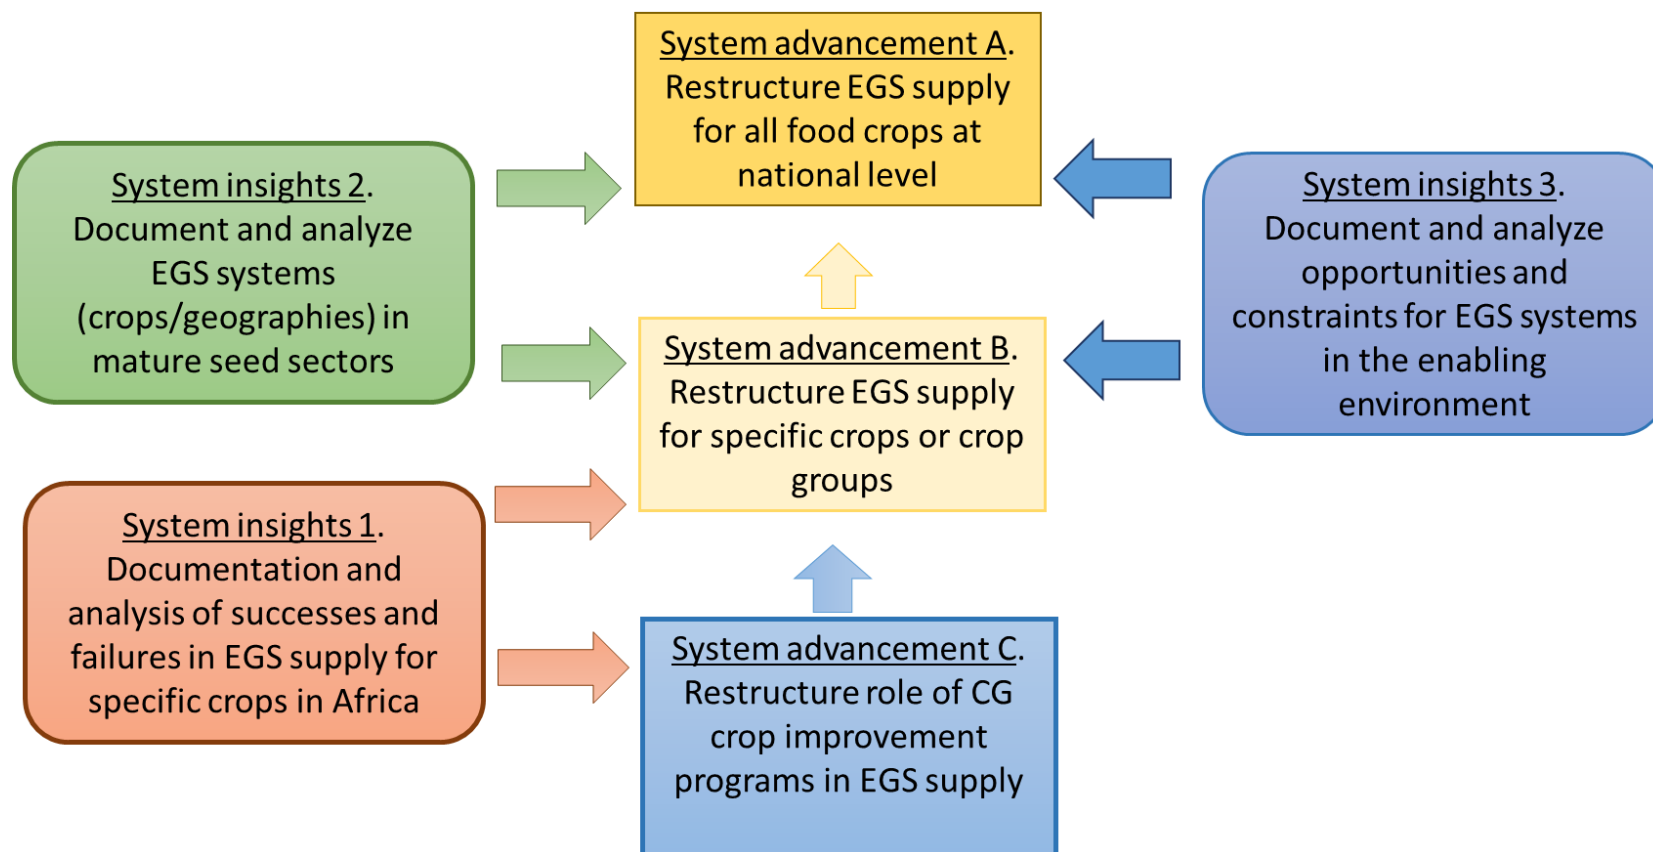 System advancement A.
Restructure EGS supply
for all food crops at
national level
System insights 2.
Document and analyze
EGS systems
(crops/geographies) in
mature seed sectors
System insights 3.
Document and analyze
opportunities and
constraints for EGS systems
in the enabling
environment
System advancement B.
Restructure EGS supply
for specific crops or crop
groups
System insights 1.
Documentation and
analysis of successes and
failures in EGS supply for
specific crops in Africa
System advancement C.
Restructure role of CG
crop improvement
programs in EGS supply